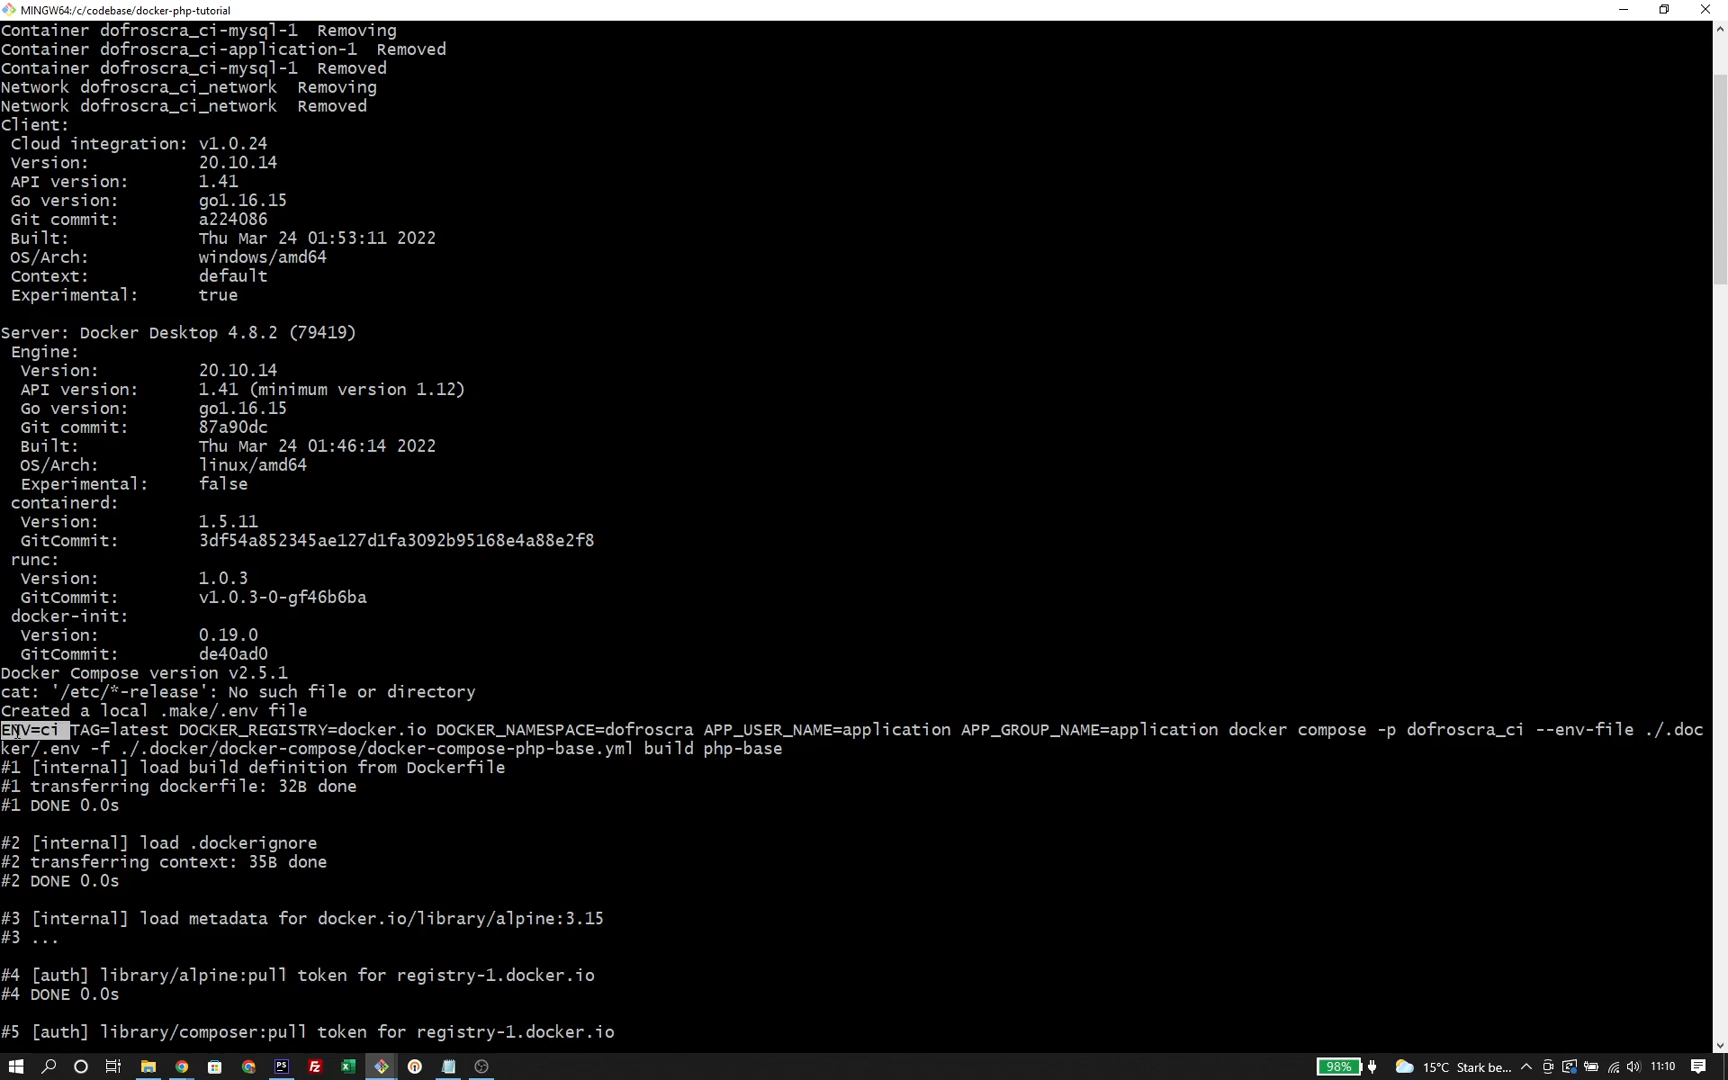 MINGW64:/c/codebase/docker-php-tutorial
Container dofroscra_ci-mysql-1  Removing
Container dofroscra_ci-application-1  Removed
Container dofroscra_ci-mysql-1  Removed
Network dofroscra_ci_network  Removing
Network dofroscra_ci_network  Removed
Client:
 Cloud integration: v1.0.24
 Version:           20.10.14
 API version:       1.41
 Go version:        go1.16.15
 Git commit:        a224086
 Built:             Thu Mar 24 01:53:11 2022
 OS/Arch:           windows/amd64
 Context:           default
 Experimental:      true
Server: Docker Desktop 4.8.2 (79419)
 Engine:
  Version:          20.10.14
  API version:      1.41 (minimum version 1.12)
  Go version:       go1.16.15
  Git commit:       87a90dc
  Built:            Thu Mar 24 01:46:14 2022
  OS/Arch:          linux/amd64
  Experimental:     false
 containerd:
  Version:          1.5.11
  GitCommit:        3df54a852345ae127d1fa3092b95168e4a88e2f8
 runc:
  Version:          1.0.3
  GitCommit:        v1.0.3-0-gf46b6ba
 docker-init:
  Version:          0.19.0
  GitCommit:        de40ad0
Docker Compose version v2.5.1
cat: '/etc/*-release': No such file or directory
Created a local .make/.env file
ENV=ci TAG=latest DOCKER_REGISTRY=docker.io DOCKER_NAMESPACE=dofroscra APP_USER_NAME=application APP_GROUP_NAME=application docker compose -p dofroscra_ci --env-file ./.doc
ker/.env -f ./.docker/docker-compose/docker-compose-php-base.yml build php-base
#1 [internal] load build definition from Dockerfile
#1 transferring dockerfile: 32B done
#1 DONE 0.0s
#2 [internal] load .dockerignore
#2 transferring context: 35B done
#2 DONE 0.0s
#3 [internal] load metadata for docker.io/library/alpine:3.15
#3 ...
#4 [auth] library/alpine:pull token for registry-1.docker.io
#4 DONE 0.0s
#5 [auth] library/composer:pull token for registry-1.docker.io
98% 15°C Stark be... 11:10